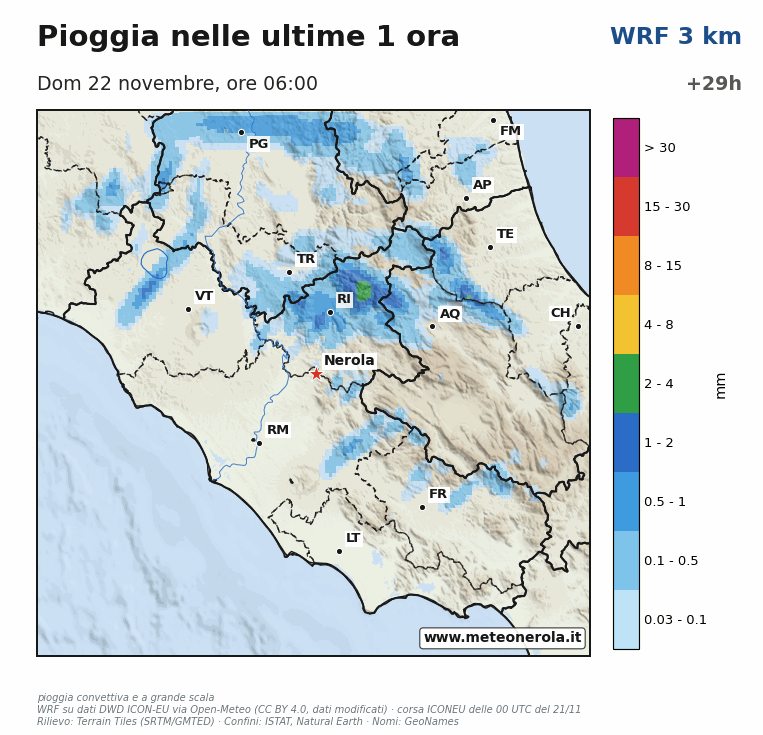 Pioggia nelle ultime 1 ora
WRF 3 km
Dom 22 novembre, ore 06:00
+29h
FM
PG
AP
TE
TR
VT
RI
AQ
CH
Nerola
RM
FR
LT
www.meteonerola.it
> 30
15 - 30
8 - 15
4 - 8
2 - 4
1 - 2
0.5 - 1
0.1 - 0.5
0.03 - 0.1
mm
pioggia convettiva e a grande scala
WRF su dati DWD ICON-EU via Open-Meteo (CC BY 4.0, dati modificati) · corsa ICONEU delle 00 UTC del 21/11
Rilievo: Terrain Tiles (SRTM/GMTED) · Confini: ISTAT, Natural Earth · Nomi: GeoNames